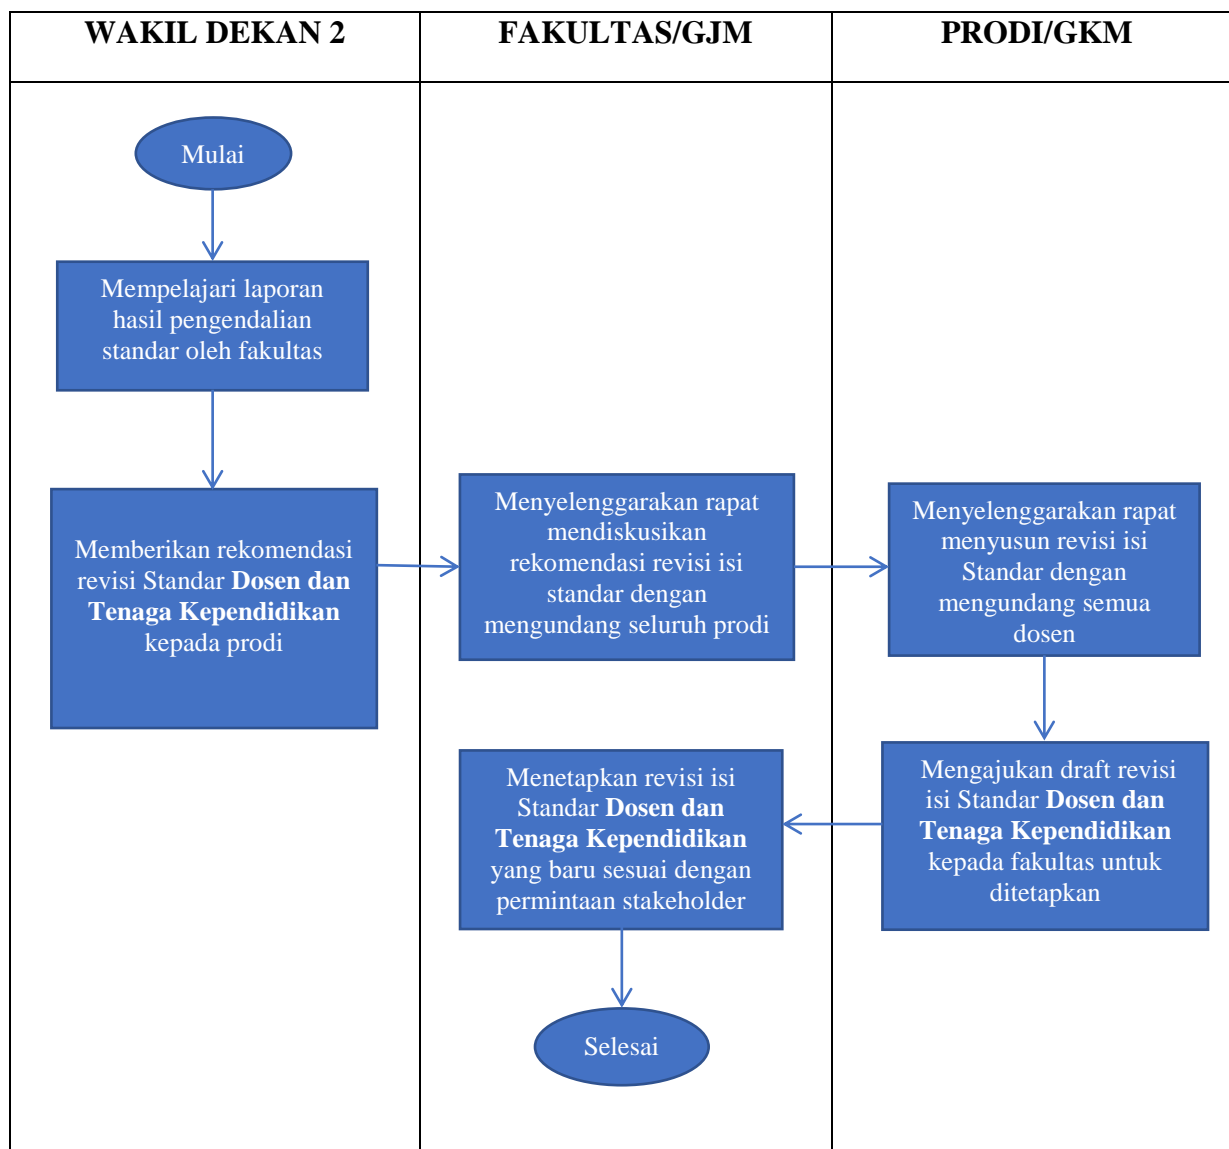 WAKIL DEKAN 2
FAKULTAS/GJM
PRODI/GKM
Mulai
Mempelajari laporan
hasil pengendalian
standar oleh fakultas
Memberikan rekomendasi
revisi Standar Dosen dan
Tenaga Kependidikan
kepada prodi
Menyelenggarakan rapat
mendiskusikan
rekomendasi revisi isi
standar dengan
mengundang seluruh prodi
Menyelenggarakan rapat
menyusun revisi isi
Standar dengan
mengundang semua
dosen
Mengajukan draft revisi
isi Standar Dosen dan
Tenaga Kependidikan
kepada fakultas untuk
ditetapkan
Menetapkan revisi isi
Standar Dosen dan
Tenaga Kependidikan
yang baru sesuai dengan
permintaan stakeholder
Selesai